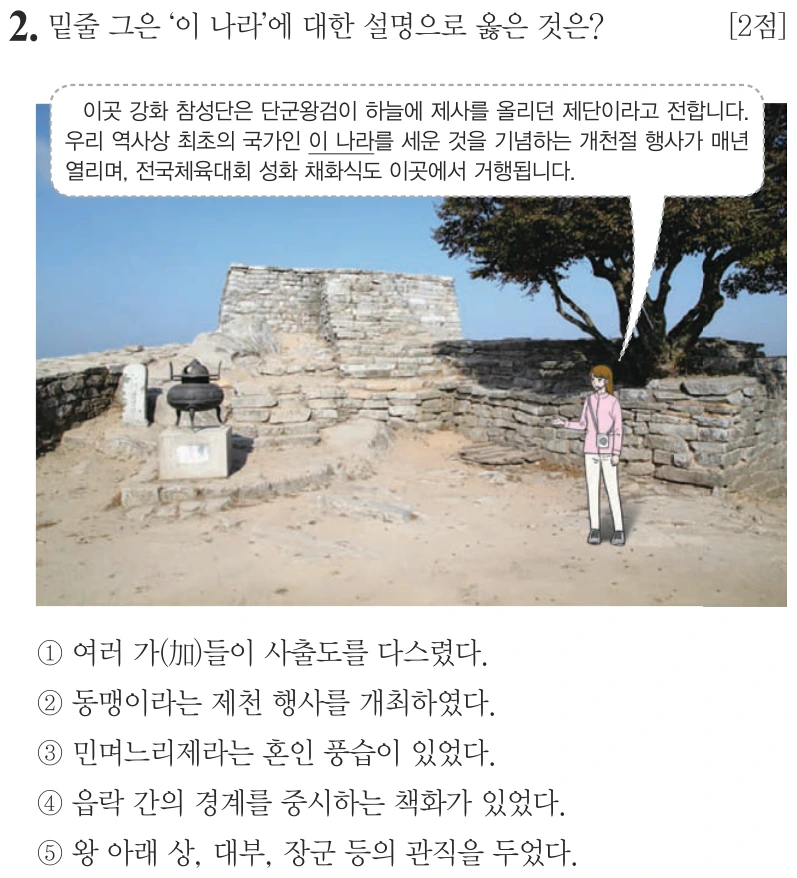 2. 밑줄 그은 ‘이 나라’에 대한 설명으로 옳은 것은? [2점]
이곳 강화 참성단은 단군왕검이 하늘에 제사를 올리던 제단이라고 전합니다.
우리 역사상 최초의 국가인 이 나라를 세운 것을 기념하는 개천절 행사가 매년
열리며, 전국체육대회 성화 채화식도 이곳에서 거행됩니다.
① 여러 가(加)들이 사출도를 다스렸다.
② 동맹이라는 제천 행사를 개최하였다.
③ 민며느리제라는 혼인 풍습이 있었다.
④ 읍락 간의 경계를 중시하는 책화가 있었다.
⑤ 왕 아래 상, 대부, 장군 등의 관직을 두었다.